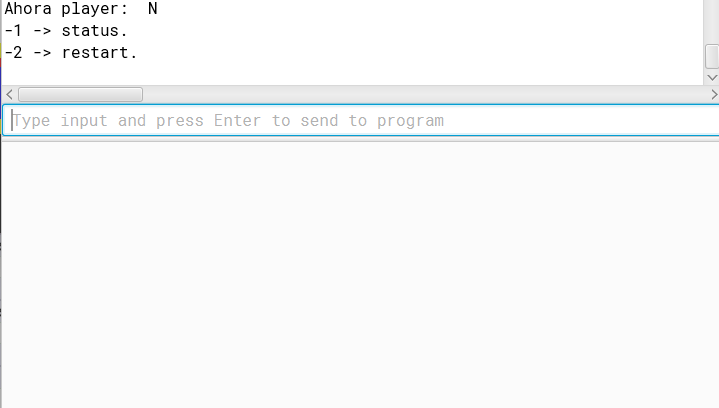 Ahora player:  N
-1 -> status.
-2 -> restart.
Type input and press Enter to send to program